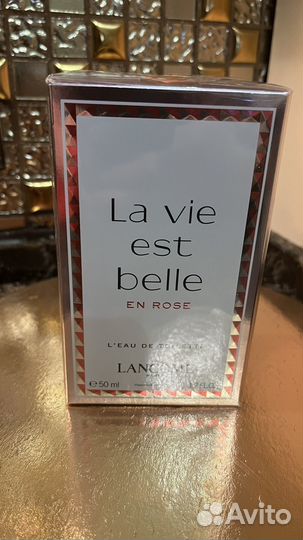 La vie
est
belle
EN ROSE
L'EAU DE TOILETTE
LANCÔME
50 ml
Avito